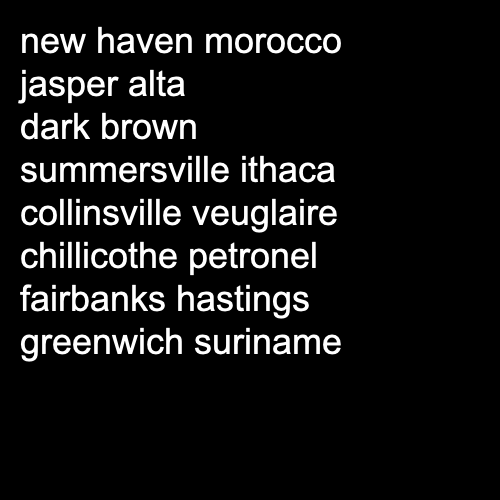 new haven morocco
jasper alta
dark brown
summersville ithaca
collinsville veuglaire
chillicothe petronel
fairbanks hastings
greenwich suriname